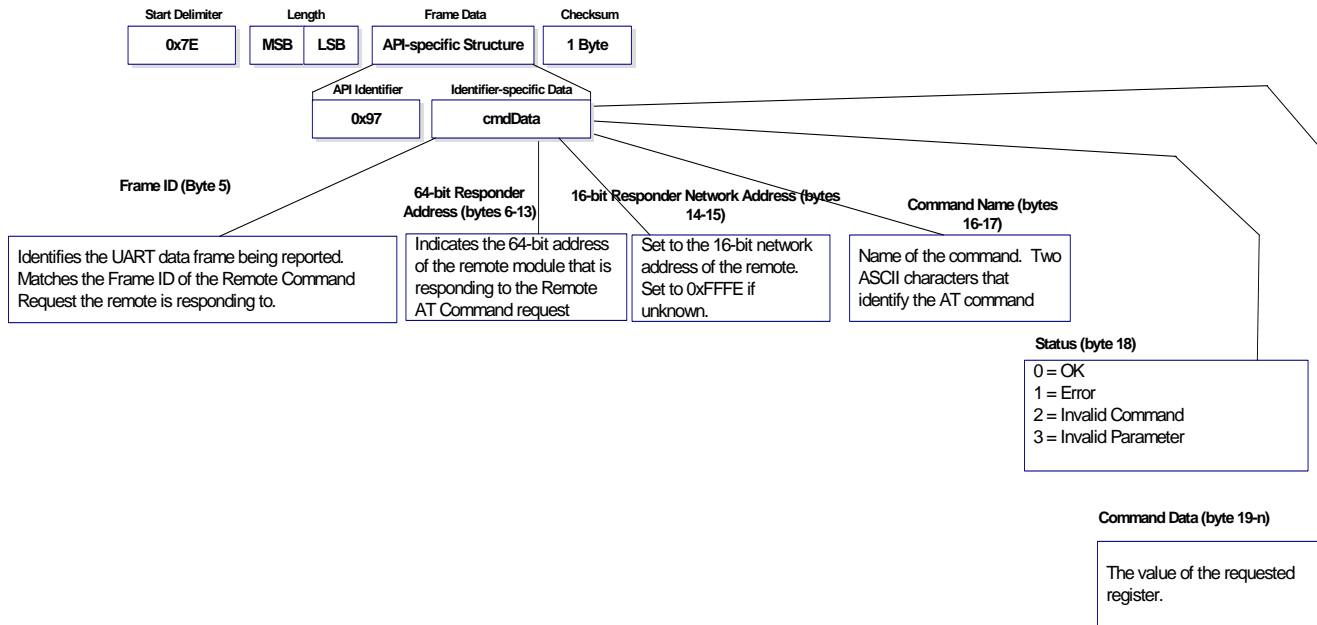 Start Delimiter
Length
Frame Data
Checksum
0x7E
MSB
LSB
API-specific Structure
1 Byte
API Identifier
Identifier-specific Data
0x97
cmdData
Frame ID (Byte 5)
Identifies the UART data frame being reported.
Matches the Frame ID of the Remote Command
Request the remote is responding to.
64-bit Responder
Address (bytes 6-13)
Indicates the 64-bit address
of the remote module that is
responding to the Remote
AT Command request
16-bit Responder Network Address (bytes
14-15)
Set to the 16-bit network
address of the remote.
Set to 0xFFFE if
unknown.
Command Name (bytes
16-17)
Name of the command. Two
ASCII characters that
identify the AT command
Status (byte 18)
0 = OK
1 = Error
2 = Invalid Command
3 = Invalid Parameter
Command Data (byte 19-n)
The value of the requested
register.